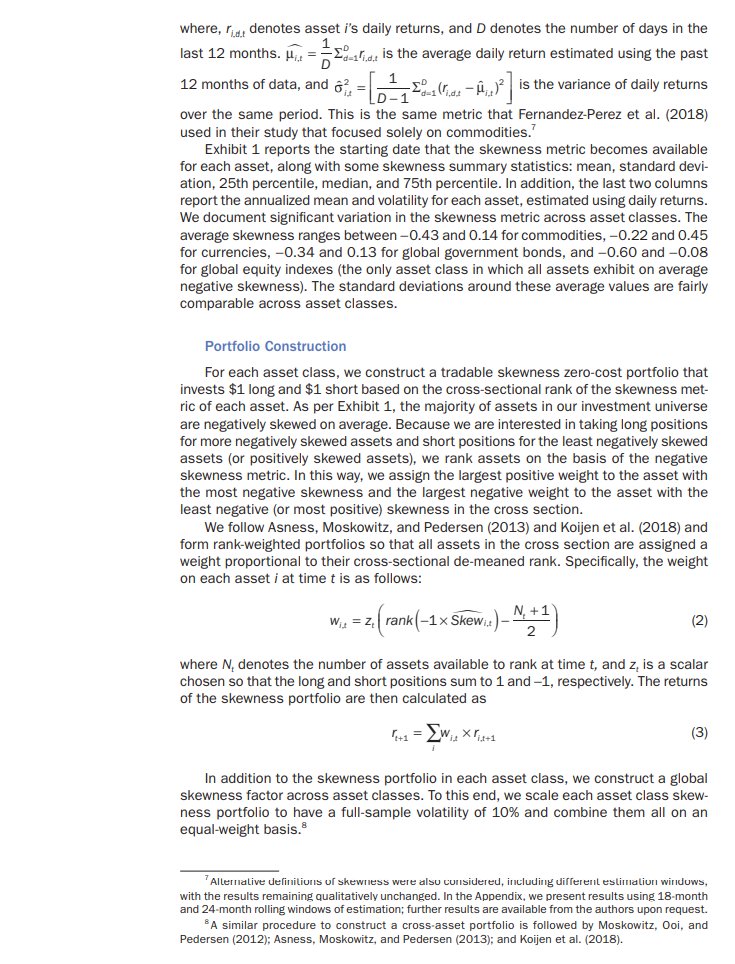 where, r_{i,d,t} denotes asset i's daily returns, and D denotes the number of days in the
last 12 months. \widehat{μ_{i,t}} = \frac{1}{D} Σ_{d=1}^{D} r_{i,d,t} is the average daily return estimated using the past
12 months of data, and \hat{σ}_{i,t}^{2} = [\frac{1}{D−1} Σ_{d=1}^{D} (r_{i,d,t} − \hat{μ}_{i,t})^{2}] is the variance of daily returns
over the same period. This is the same metric that Fernandez-Perez et al. (2018)
used in their study that focused solely on commodities.⁷
Exhibit 1 reports the starting date that the skewness metric becomes available
for each asset, along with some skewness summary statistics: mean, standard devi-
ation, 25th percentile, median, and 75th percentile. In addition, the last two columns
report the annualized mean and volatility for each asset, estimated using daily returns.
We document significant variation in the skewness metric across asset classes. The
average skewness ranges between −0.43 and 0.14 for commodities, −0.22 and 0.45
for currencies, −0.34 and 0.13 for global government bonds, and −0.60 and −0.08
for global equity indexes (the only asset class in which all assets exhibit on average
negative skewness). The standard deviations around these average values are fairly
comparable across asset classes.
Portfolio Construction
For each asset class, we construct a tradable skewness zero-cost portfolio that
invests $1 long and $1 short based on the cross-sectional rank of the skewness met-
ric of each asset. As per Exhibit 1, the majority of assets in our investment universe
are negatively skewed on average. Because we are interested in taking long positions
for more negatively skewed assets and short positions for the least negatively skewed
assets (or positively skewed assets), we rank assets on the basis of the negative
skewness metric. In this way, we assign the largest positive weight to the asset with
the most negative skewness and the largest negative weight to the asset with the
least negative (or most positive) skewness in the cross section.
We follow Asness, Moskowitz, and Pedersen (2013) and Koijen et al. (2018) and
form rank-weighted portfolios so that all assets in the cross section are assigned a
weight proportional to their cross-sectional de-meaned rank. Specifically, the weight
on each asset i at time t is as follows:
w_{i,t} = z_t (rank(−1 × \widehat{Skew}_{i,t}) − \frac{N_t + 1}{2}) (2)
where N_t denotes the number of assets available to rank at time t, and z_t is a scalar
chosen so that the long and short positions sum to 1 and −1, respectively. The returns
of the skewness portfolio are then calculated as
r_{t+1} = \sum_{i} w_{i,t} × r_{i,t+1} (3)
In addition to the skewness portfolio in each asset class, we construct a global
skewness factor across asset classes. To this end, we scale each asset class skew-
ness portfolio to have a full-sample volatility of 10% and combine them all on an
equal-weight basis.⁸
⁷Alternative definitions of skewness were also considered, including different estimation windows,
with the results remaining qualitatively unchanged. In the Appendix, we present results using 18-month
and 24-month rolling windows of estimation; further results are available from the authors upon request.
⁸A similar procedure to construct a cross-asset portfolio is followed by Moskowitz, Ooi, and
Pedersen (2012); Asness, Moskowitz, and Pedersen (2013); and Koijen et al. (2018).